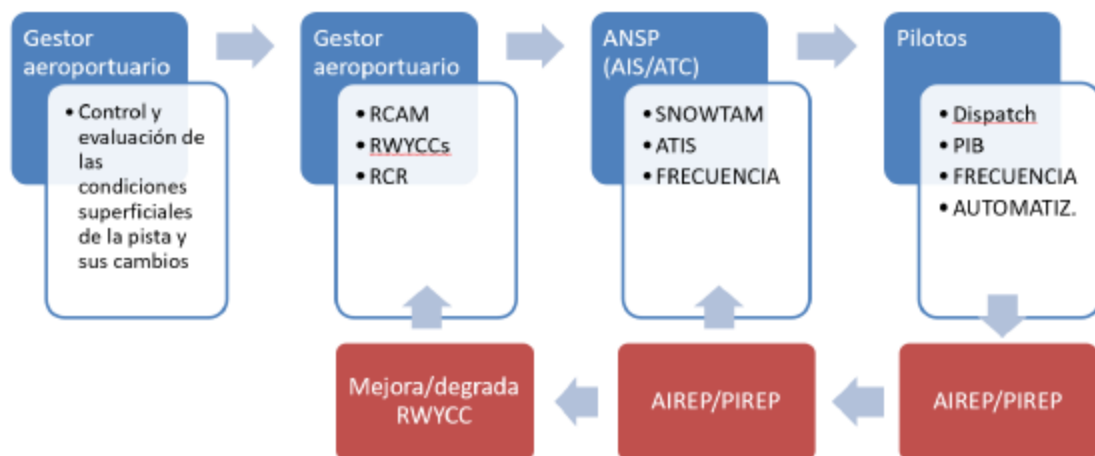 Gestor
aeroportuario
• Control y
evaluación de
las
condiciones
superficiales
de la pista y
sus cambios
Gestor
aeroportuario
• RCAM
• RWYCCs
• RCR
ANSP
(AIS/ATC)
• SNOWTAM
• ATIS
• FRECUENCIA
Pilotos
• Dispatch
• PIB
• FRECUENCIA
• AUTOMATIZ.
Mejora/degrada
RWYCC
AIREP/PIREP
AIREP/PIREP